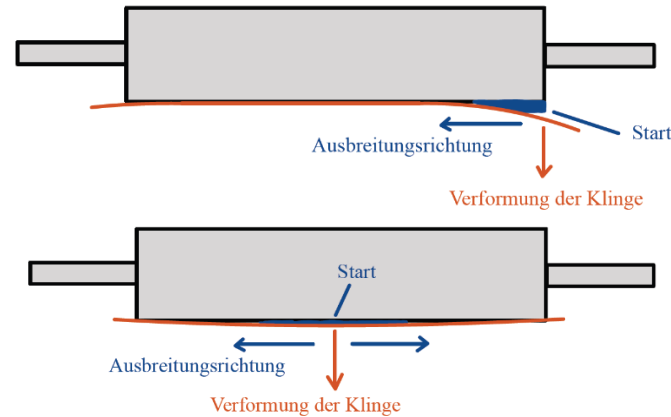 Ausbreitungsrichtung
Start
Verformung der Klinge
Start
Ausbreitungsrichtung
Verformung der Klinge